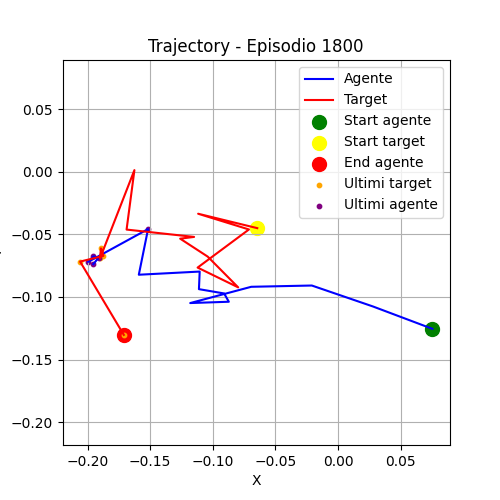 Trajectory - Episodio 1800
Agente
Target
Start agente
Start target
End agente
Ultimi target
Ultimi agente
0.05
0.00
−0.05
−0.10
−0.15
−0.20
−0.20
−0.15
−0.10
−0.05
0.00
0.05
X